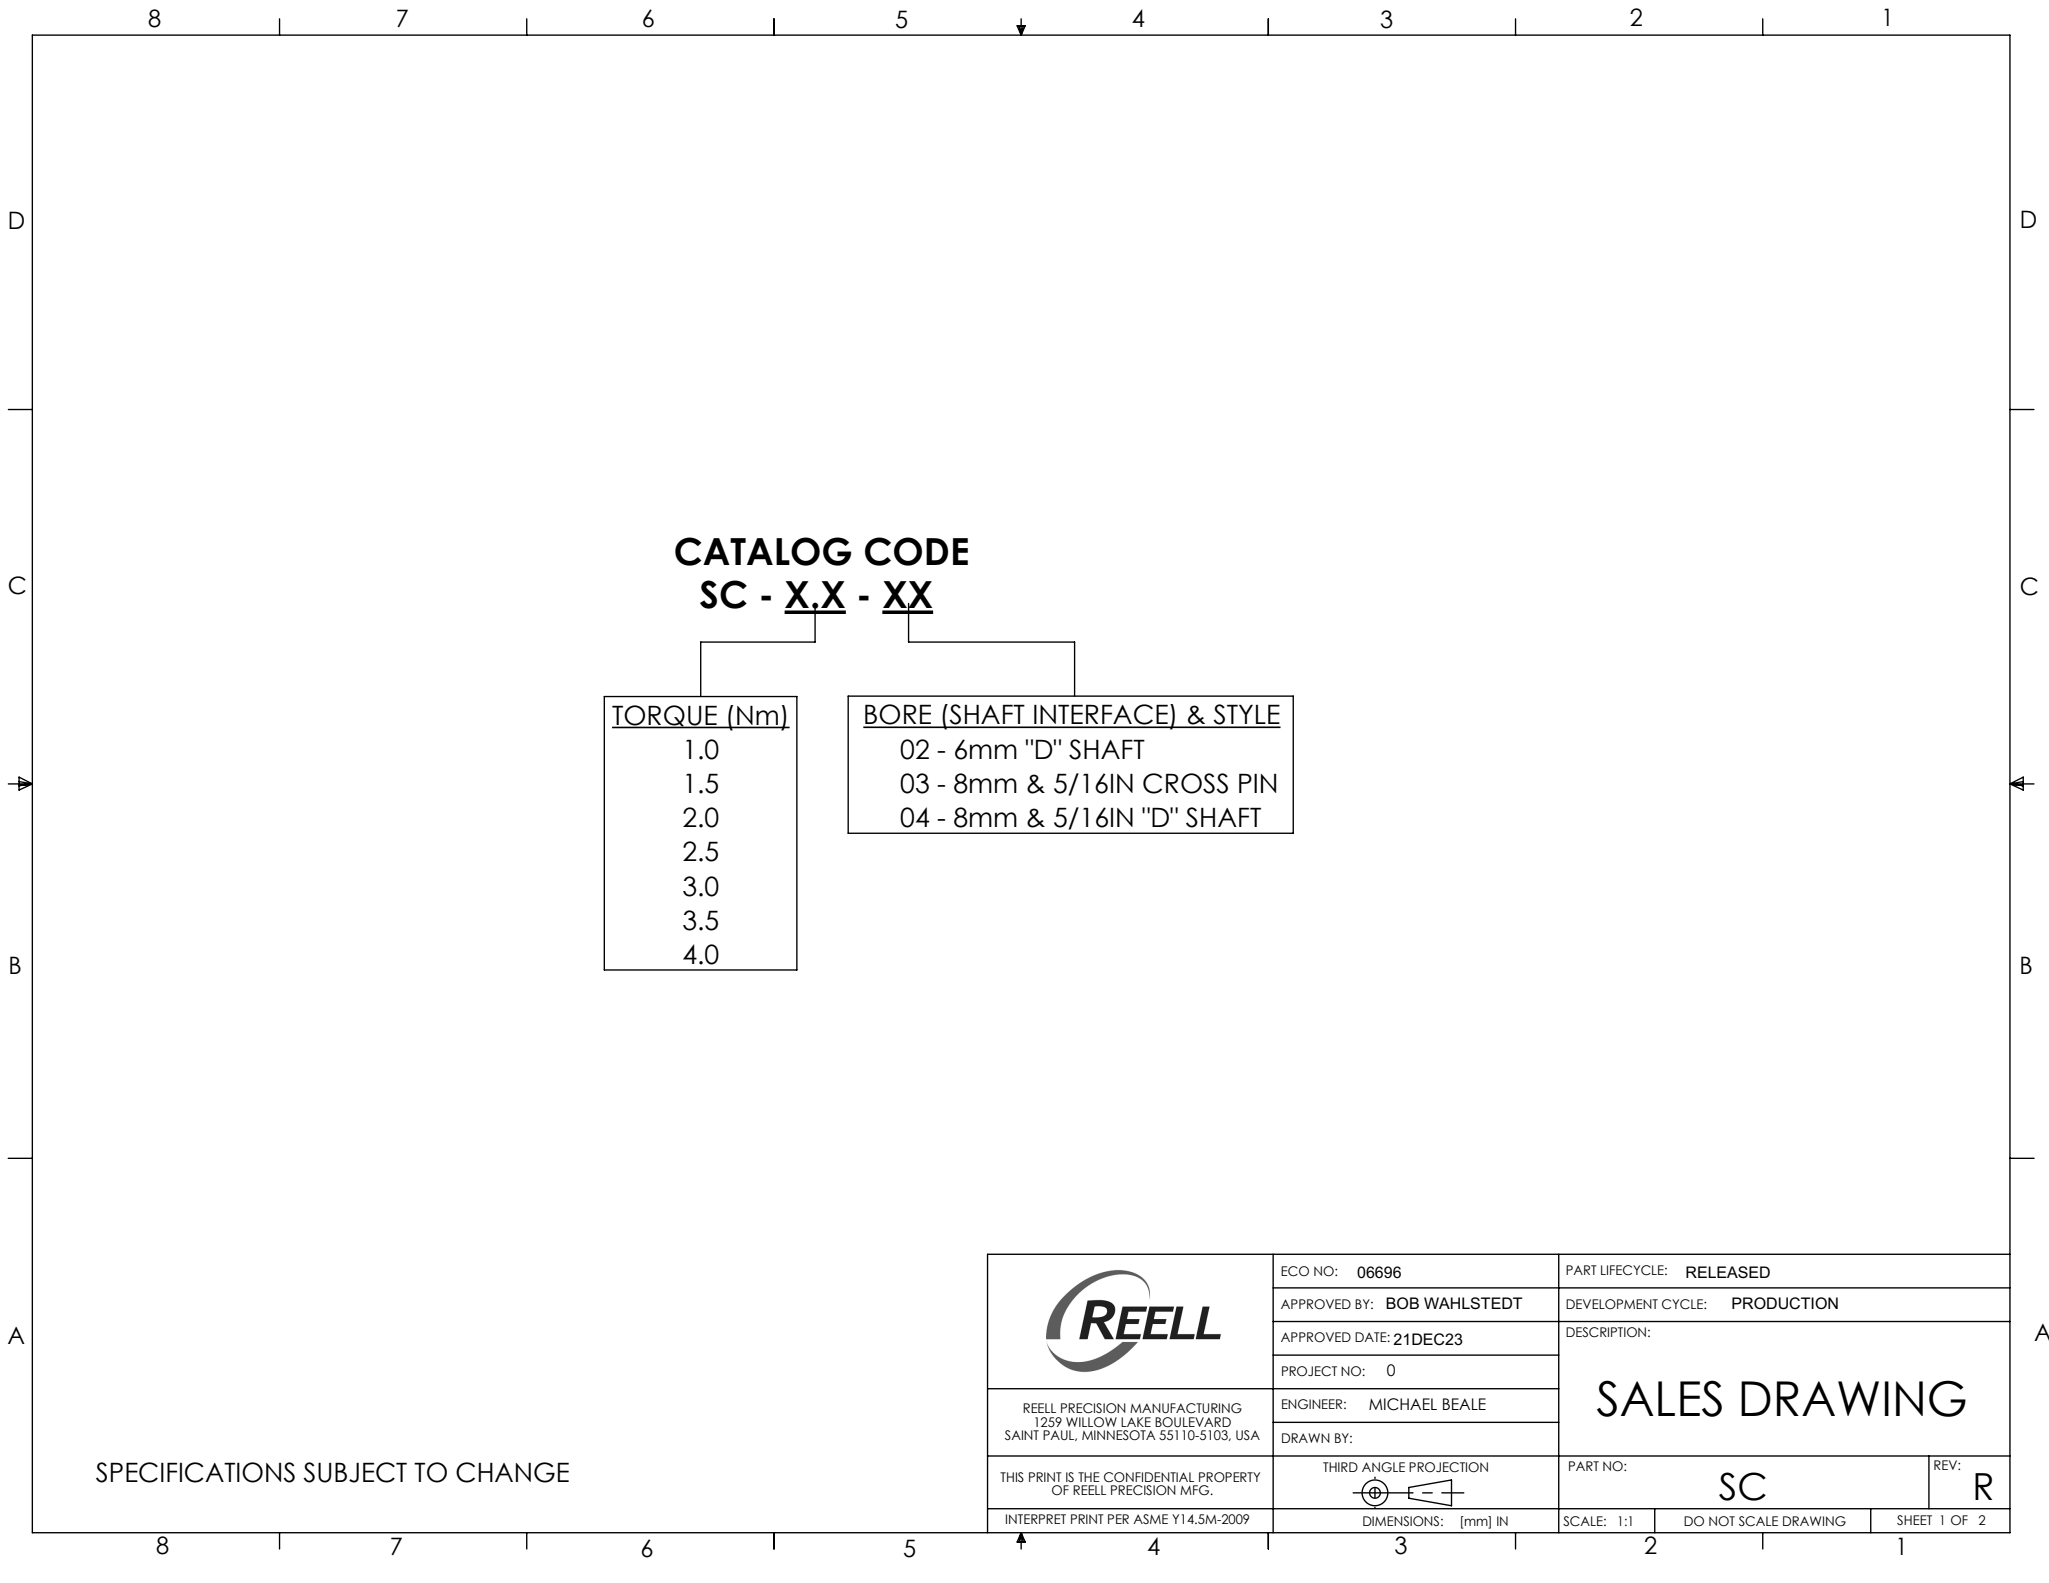 8 7 6 5 4 3 2 1
D D
CATALOG CODE
C SC - X.X - XX C
TORQUE (Nm)
1.0
1.5
2.0
2.5
3.0
3.5
4.0
BORE (SHAFT INTERFACE) & STYLE
02 - 6mm "D" SHAFT
03 - 8mm & 5/16IN CROSS PIN
04 - 8mm & 5/16IN "D" SHAFT
B B
A A
SPECIFICATIONS SUBJECT TO CHANGE
REELL
REELL PRECISION MANUFACTURING
1259 WILLOW LAKE BOULEVARD
SAINT PAUL, MINNESOTA 55110-5103, USA
THIS PRINT IS THE CONFIDENTIAL PROPERTY
OF REELL PRECISION MFG.
INTERPRET PRINT PER ASME Y14.5M-2009
ECO NO: 06696
APPROVED BY: BOB WAHLSTEDT
APPROVED DATE: 21DEC23
PROJECT NO: 0
ENGINEER: MICHAEL BEALE
DRAWN BY:
THIRD ANGLE PROJECTION
DIMENSIONS: [mm] IN
PART LIFECYCLE: RELEASED
DEVELOPMENT CYCLE: PRODUCTION
DESCRIPTION:
SALES DRAWING
PART NO:
SC
REV:
R
SCALE: 1:1 DO NOT SCALE DRAWING SHEET 1 OF 2
8 7 6 5 4 3 2 1